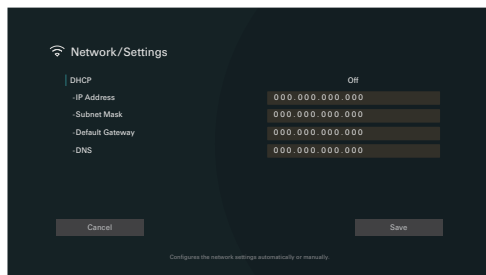 Network/Settings
DHCP Off
-IP Address 000.000.000.000
-Subnet Mask 000.000.000.000
-Default Gateway 000.000.000.000
-DNS 000.000.000.000
Cancel Save
Configures the network settings automatically or manually.